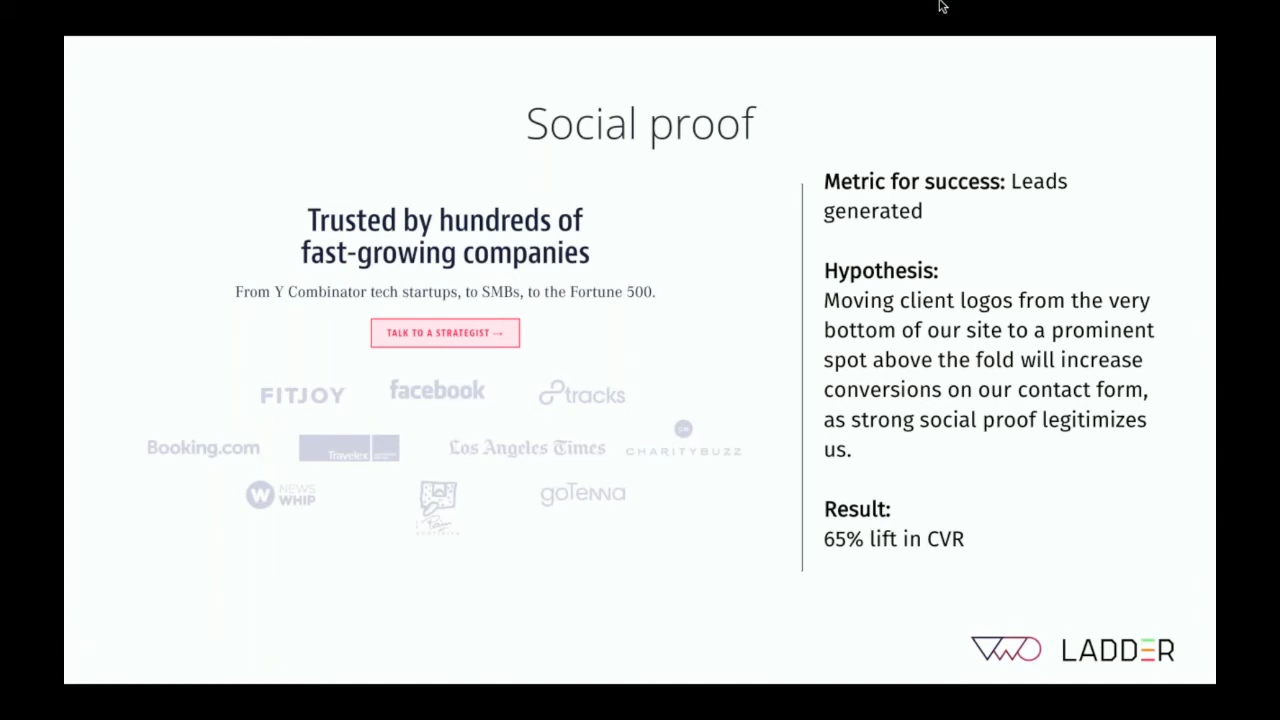 Social proof
Trusted by hundreds of
fast-growing companies
From Y Combinator tech startups, to SMBs, to the Fortune 500.
TALK TO A STRATEGIST →
FITJOY
facebook
8tracks
Booking.com
Travelex
Los Angeles Times
CHARITYBUZZ
NEWS
WHIP
goTenna
Metric for success: Leads
generated
Hypothesis:
Moving client logos from the very
bottom of our site to a prominent
spot above the fold will increase
conversions on our contact form,
as strong social proof legitimizes
us.
Result:
65% lift in CVR
VWO
LADDER